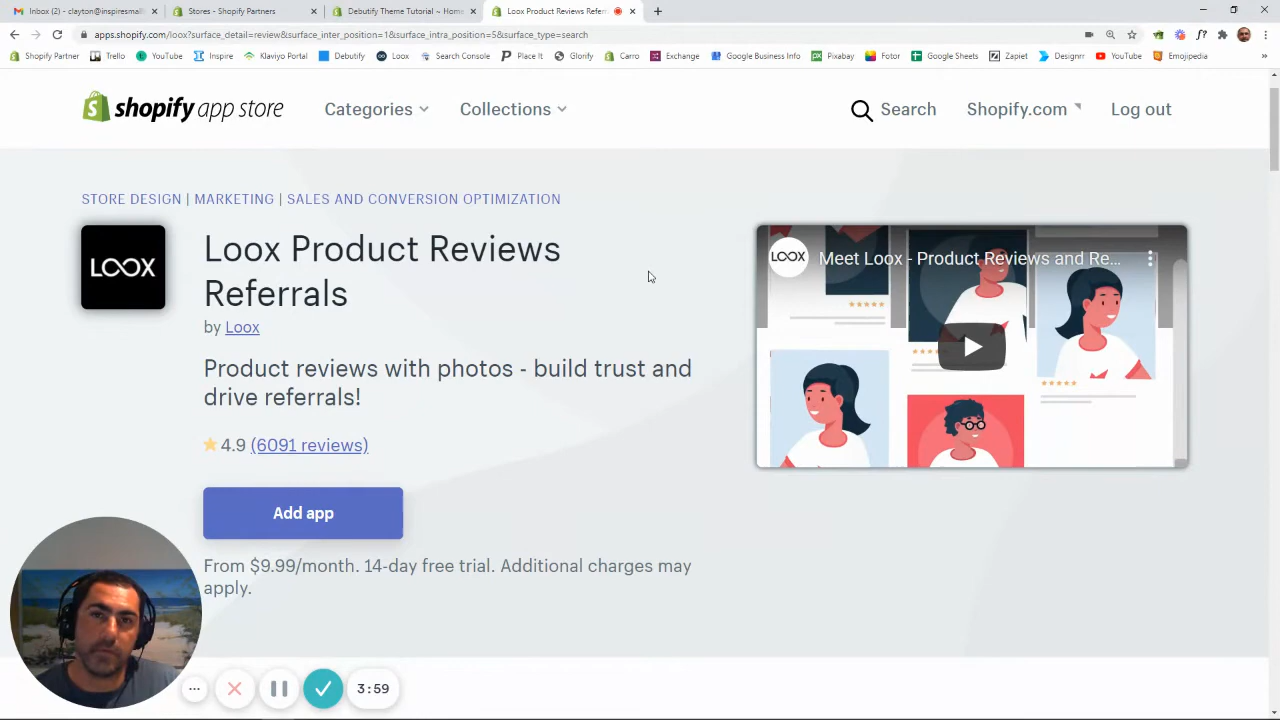 Inbox (29) - clayton@inspiresmall
Stores - Shopify Partners
Debutify Theme Tutorial ~ Home
Loox Product Reviews Referr
apps.shopify.com/loox?surface_detail=review&surface_inter_position=1&surface_intra_position=5&surface_type=search
Shopify Partner
Trello
YouTube
Inspire
Klaviyo Portal
Debutify
Loox
Search Console
Place It
Glorify
Carro
Exchange
Google Business
Pixabay
Fotor
Google Sheets
Zapiet
Designrr
YouTube
Emojipedia
shopify app store
Categories
Collections
Search
Shopify.com
Log out
STORE DESIGN | MARKETING | SALES AND CONVERSION OPTIMIZATION
LOOX
Loox Product Reviews
Referrals
by Loox
Product reviews with photos - build trust and
drive referrals!
4.9 (6091 reviews)
Add app
From $9.99/month. 14-day free trial. Additional charges may
apply.
LOOX
Meet Loox - Product Reviews and Re...
3:59